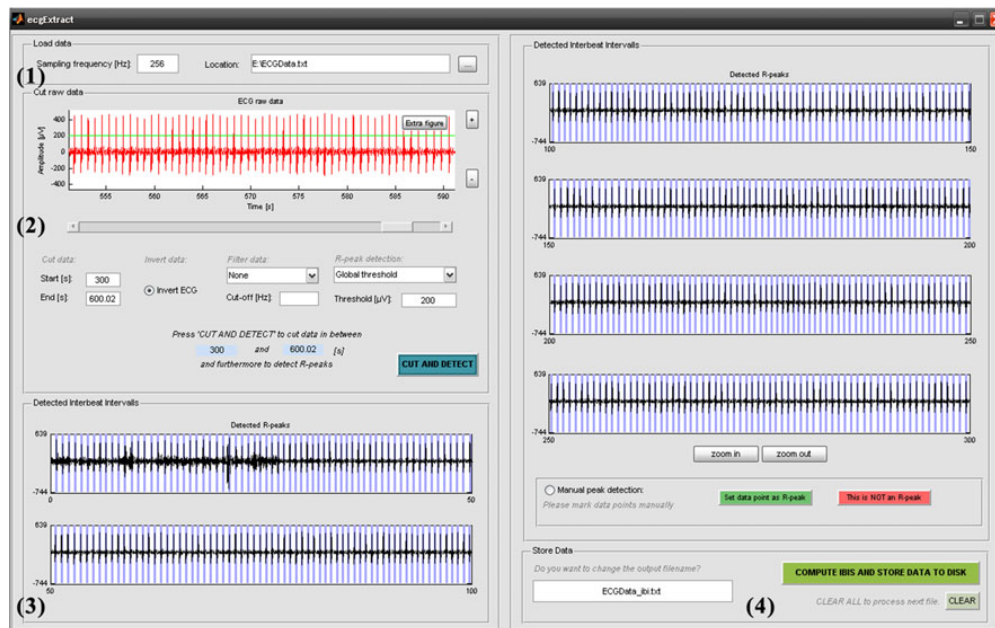 ecgExtract
Load data
Sampling frequency [Hz]: 256 Location: E:\ECGData.txt ...
(1)
Cut raw data
ECG raw data
Extra figure
+
-
Amplitude [µV]
400
200
0
-200
-400
555 560 565 570 575 580 585 590
Time [s]
(2)
Cut data: Invert data: Filter data: R-peak detection:
Start [s]: 300 None Global threshold
End [s]: 600.02 Invert ECG Cut-off [Hz]: Threshold [µV]: 200
Press 'CUT AND DETECT' to cut data in between
300 and 600.02 [s]
and furthermore to detect R-peaks
CUT AND DETECT
Detected Interbeat Intervalls
Detected R-peaks
639
-744
0 50
639
-744
50 100
(3)
Detected Interbeat Intervalls
Detected R-peaks
639
-744
100 150
639
-744
150 200
639
-744
200 250
639
-744
250 300
zoom in zoom out
Manual peak detection:
Please mark data points manually
Set data point as R-peak This is NOT an R-peak
Store Data
Do you want to change the output filename?
ECGData_ibi.txt
COMPUTE IBIS AND STORE DATA TO DISK
CLEAR ALL to process next file. CLEAR
(4)